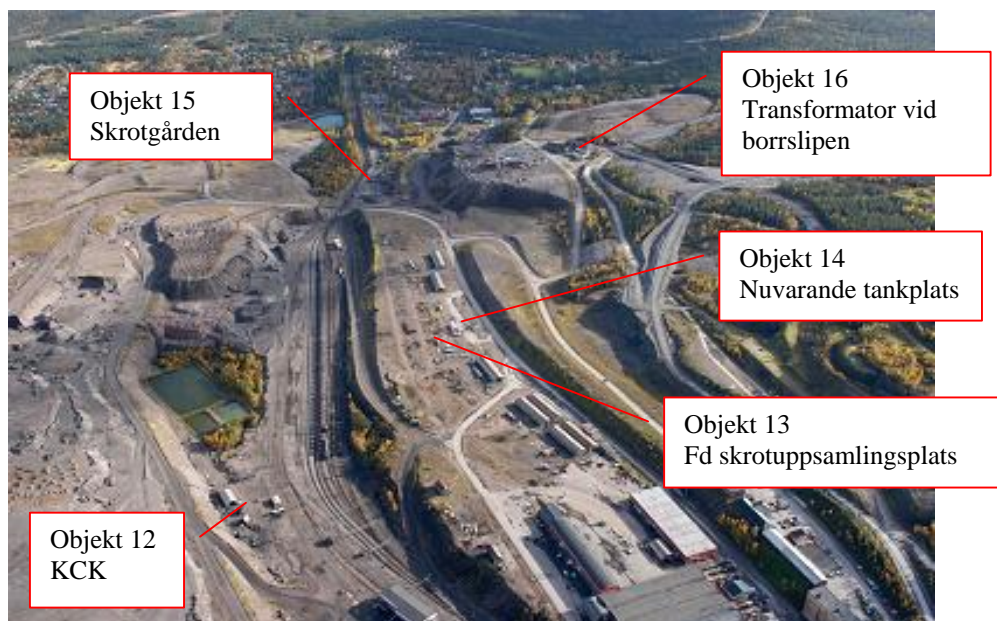 Objekt 15
Skrotgården
Objekt 16
Transformator vid
borrslipen
Objekt 14
Nuvarande tankplats
Objekt 13
Fd skrotuppsamlingsplats
Objekt 12
KCK